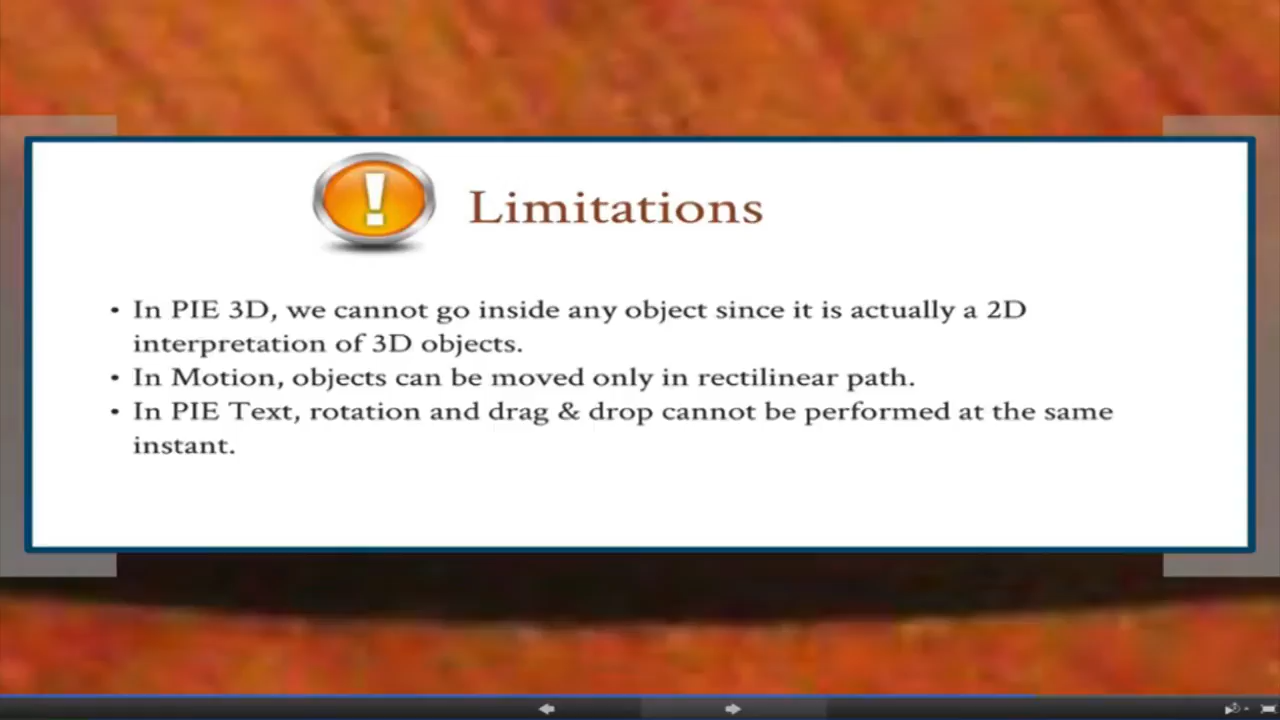 Limitations
• In PIE 3D, we cannot go inside any object since it is actually a 2D
interpretation of 3D objects.
• In Motion, objects can be moved only in rectilinear path.
• In PIE Text, rotation and drag & drop cannot be performed at the same
instant.